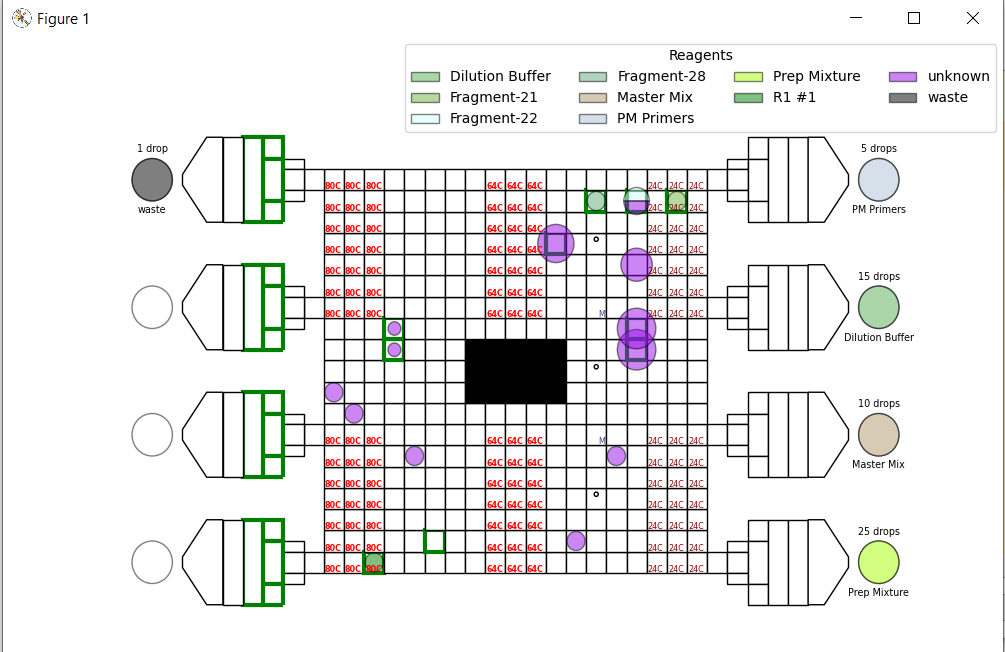 Figure 1
Reagents
Dilution Buffer Fragment-28 Prep Mixture unknown
Fragment-21 Master Mix R1 #1 waste
Fragment-22 PM Primers
1 drop 5 drops
80C 80C 80C 64C 64C 64C 24C 24C 24C
80C 80C 80C 64C 64C 64C 24C 24C 24C
waste PM Primers
80C 80C 80C 64C 64C 64C 24C 24C 24C
80C 80C 80C 64C 64C 64C 24C 24C 24C
80C 80C 80C 64C 64C 64C 24C 24C 24C
15 drops
80C 80C 80C 64C 64C 64C 24C 24C 24C
80C 80C 80C 64C 64C 64C M 24C 24C 24C
Dilution Buffer
10 drops
80C 80C 80C 64C 64C 64C M 24C 24C 24C
80C 80C 80C 64C 64C 64C 24C 24C 24C
Master Mix
80C 80C 80C 64C 64C 64C 24C 24C 24C
80C 80C 80C 64C 64C 64C 24C 24C 24C
80C 80C 80C 64C 64C 64C 24C 24C 24C
25 drops
80C 80C 80C 64C 64C 64C 24C 24C 24C
80C 80C 80C 64C 64C 64C 24C 24C 24C
Prep Mixture